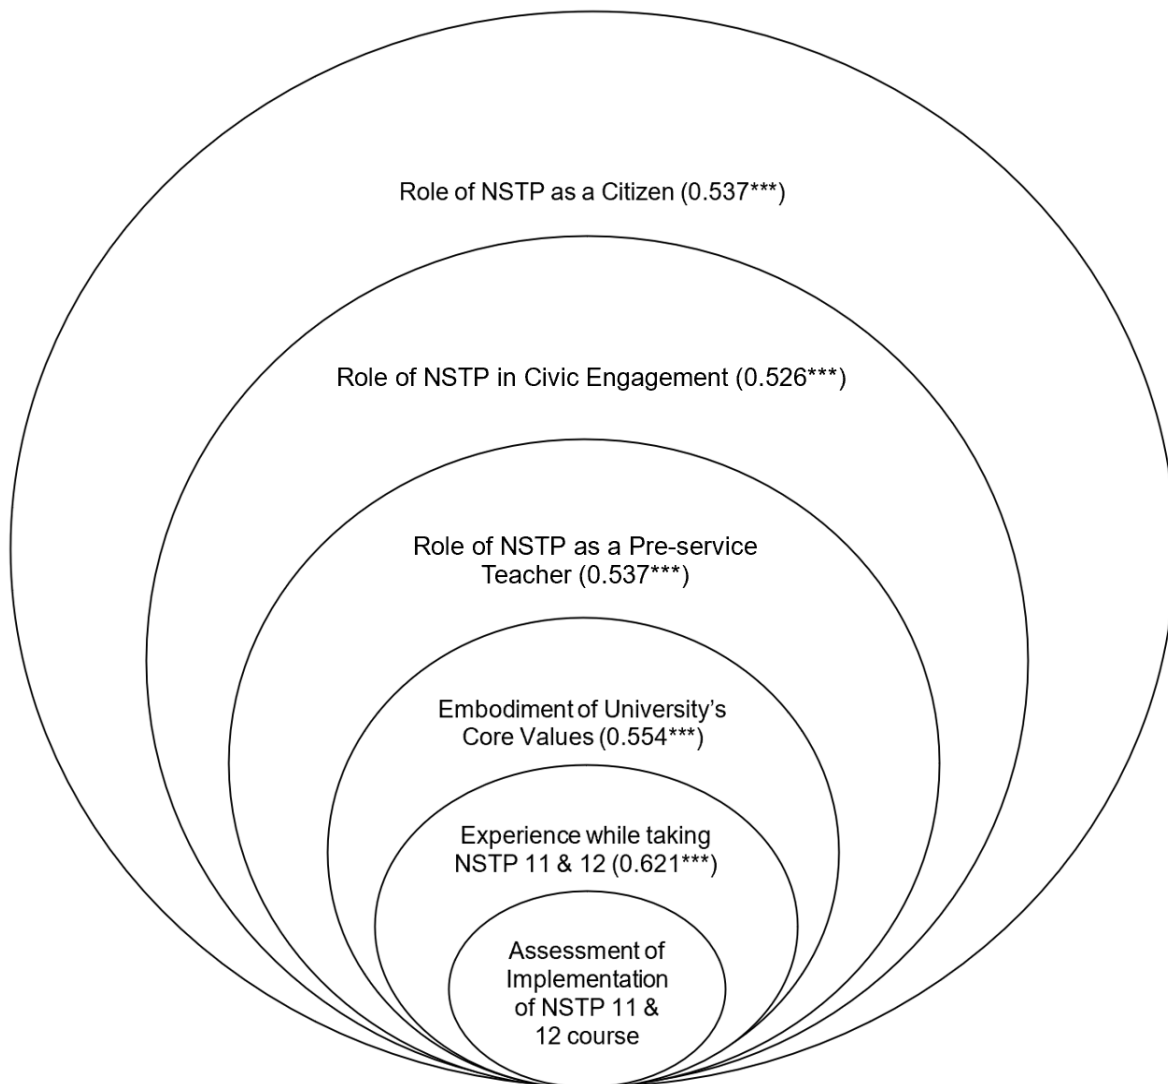 Role of NSTP as a Citizen (0.537***)
Role of NSTP in Civic Engagement (0.526***)
Role of NSTP as a Pre-service
Teacher (0.537***)
Embodiment of University’s
Core Values (0.554***)
Experience while taking
NSTP 11 & 12 (0.621***)
Assessment of
Implementation
of NSTP 11 &
12 course